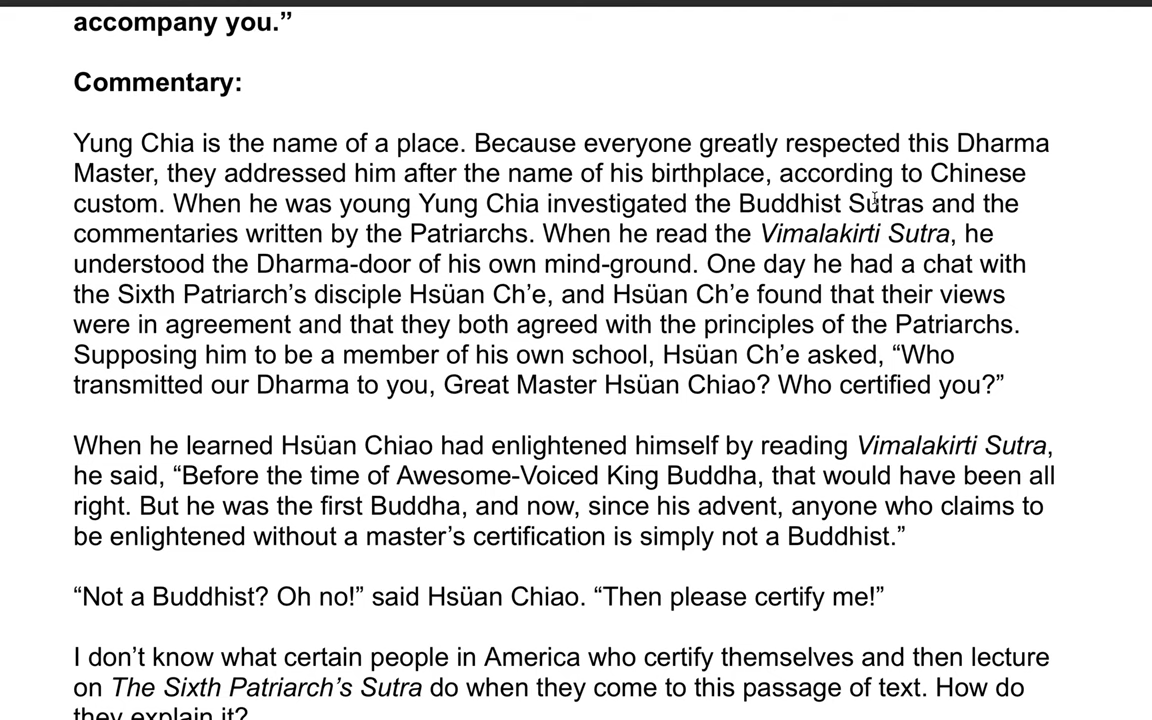 accompany you.”
Commentary:
Yung Chia is the name of a place. Because everyone greatly respected this Dharma
Master, they addressed him after the name of his birthplace, according to Chinese
custom. When he was young Yung Chia investigated the Buddhist Sutras and the
commentaries written by the Patriarchs. When he read the Vimalakirti Sutra, he
understood the Dharma-door of his own mind-ground. One day he had a chat with
the Sixth Patriarch’s disciple Hsüan Ch’e, and Hsüan Ch’e found that their views
were in agreement and that they both agreed with the principles of the Patriarchs.
Supposing him to be a member of his own school, Hsüan Ch’e asked, “Who
transmitted our Dharma to you, Great Master Hsüan Chiao? Who certified you?”
When he learned Hsüan Chiao had enlightened himself by reading Vimalakirti Sutra,
he said, “Before the time of Awesome-Voiced King Buddha, that would have been all
right. But he was the first Buddha, and now, since his advent, anyone who claims to
be enlightened without a master’s certification is simply not a Buddhist.”
“Not a Buddhist? Oh no!” said Hsüan Chiao. “Then please certify me!”
I don’t know what certain people in America who certify themselves and then lecture
on The Sixth Patriarch’s Sutra do when they come to this passage of text. How do
they explain it?